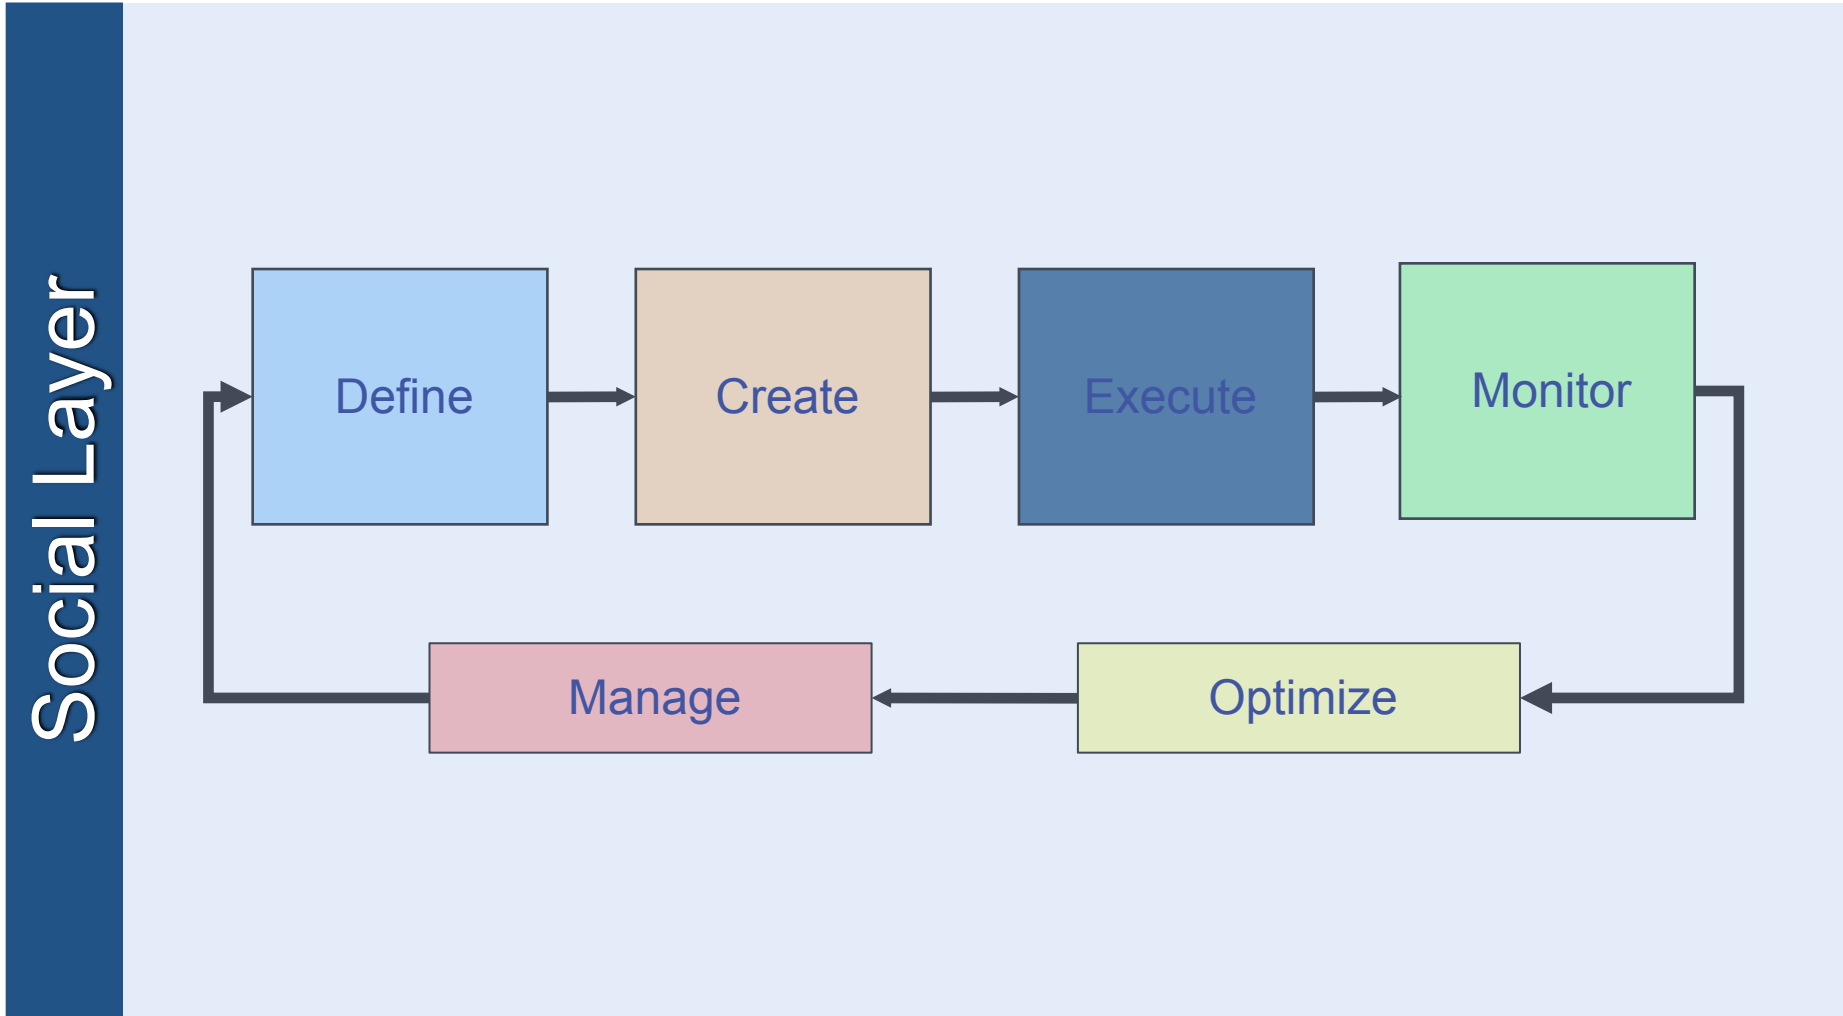 Social Layer
Define
Create
Execute
Monitor
Manage
Optimize